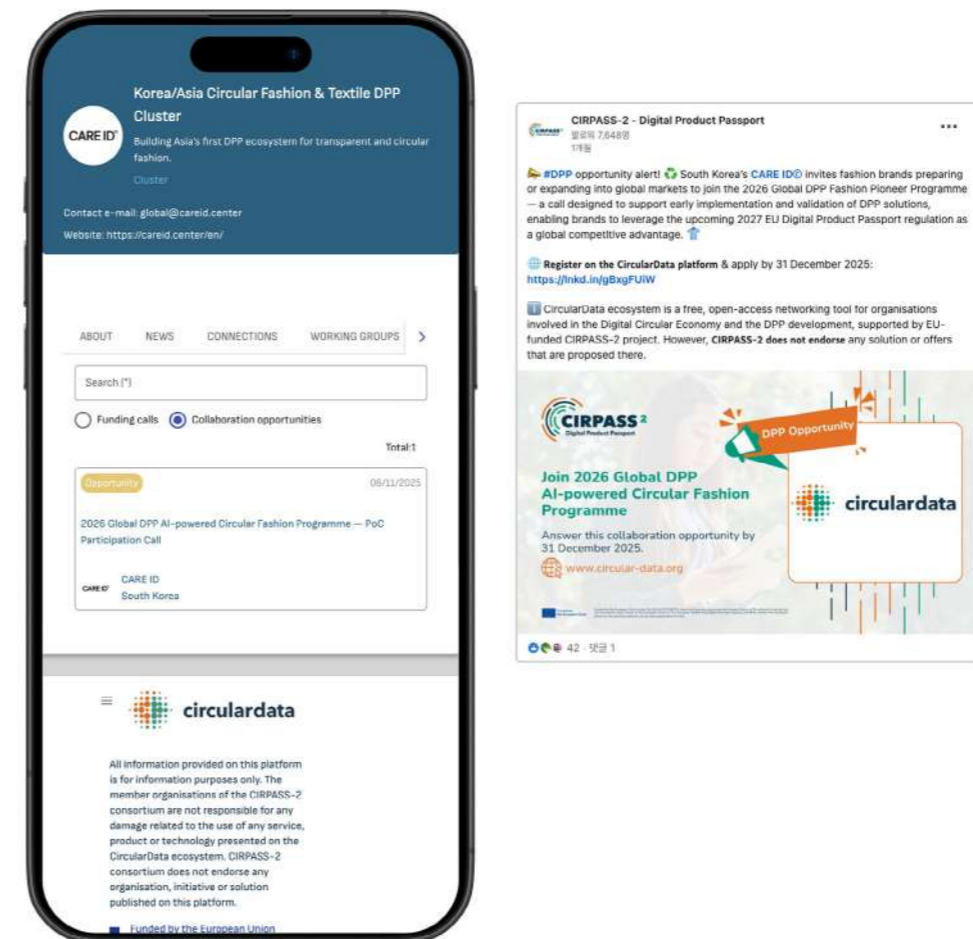 Korea/Asia Circular Fashion & Textile DPP
Cluster
CARE ID
Building Asia's first DPP ecosystem for transparent and circular
fashion.
Cluster
Contact e-mail: global@careid.center
Website: https://careid.center/en/
ABOUT NEWS CONNECTIONS WORKING GROUPS >
Search (*)
Funding calls Collaboration opportunities
Total:1
Opportunity 06/11/2025
2026 Global DPP AI-powered Circular Fashion Programme — PoC
Participation Call
CARE ID
CARE ID
South Korea
circulardata
All information provided on this platform
is for information purposes only. The
member organisations of the CIRPASS-2
consortium are not responsible for any
damage related to the use of any service,
product or technology presented on the
CircularData ecosystem. CIRPASS-2
consortium does not endorse any
organisation, initiative or solution
published on this platform.
Funded by the European Union
CIRPASS-2 - Digital Product Passport
팔로워 7,648명
1개월
#DPP opportunity alert! South Korea's CARE ID© invites fashion brands preparing
or expanding into global markets to join the 2026 Global DPP Fashion Pioneer Programme
— a call designed to support early implementation and validation of DPP solutions,
enabling brands to leverage the upcoming 2027 EU Digital Product Passport regulation as
a global competitive advantage.
Register on the CircularData platform & apply by 31 December 2025:
https://lnkd.in/gBxgFUiW
CircularData ecosystem is a free, open-access networking tool for organisations
involved in the Digital Circular Economy and the DPP development, supported by EU-
funded CIRPASS-2 project. However, CIRPASS-2 does not endorse any solution or offers
that are proposed there.
CIRPASS 2
Digital Product Passport
DPP Opportunity
Join 2026 Global DPP
AI-powered Circular Fashion
Programme
Answer this collaboration opportunity by
31 December 2025.
www.circular-data.org
circulardata
42 · 댓글 1